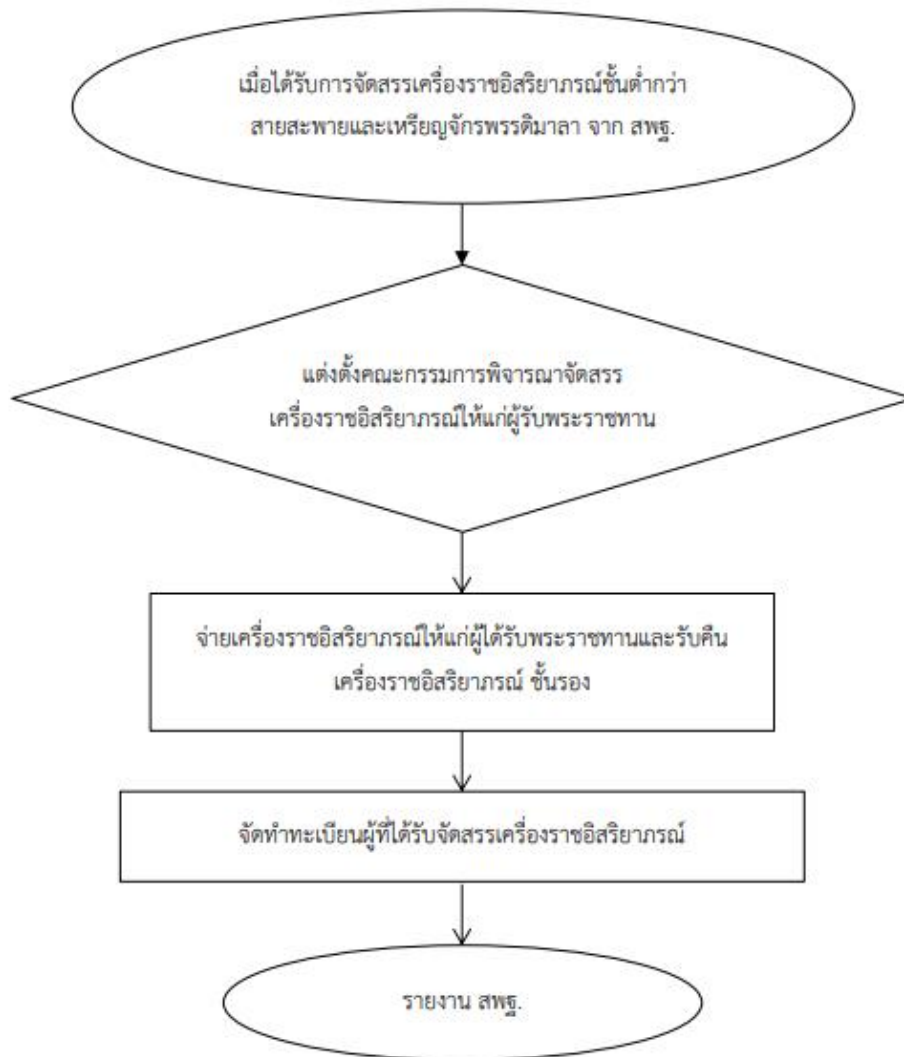 เมื่อได้รับการจัดสรรเครื่องราชอิสริยาภรณ์ชั้นต่ำกว่า
สายสะพายและเหรียญจักรพรรดิมาลา จาก สพฐ.
แต่งตั้งคณะกรรมการพิจารณาจัดสรร
เครื่องราชอิสริยาภรณ์ให้แก่ผู้รับพระราชทาน
จ่ายเครื่องราชอิสริยาภรณ์ให้แก่ผู้ได้รับพระราชทานและรับคืน
เครื่องราชอิสริยาภรณ์ ชั้นรอง
จัดทำทะเบียนผู้ที่ได้รับจัดสรรเครื่องราชอิสริยาภรณ์
รายงาน สพฐ.